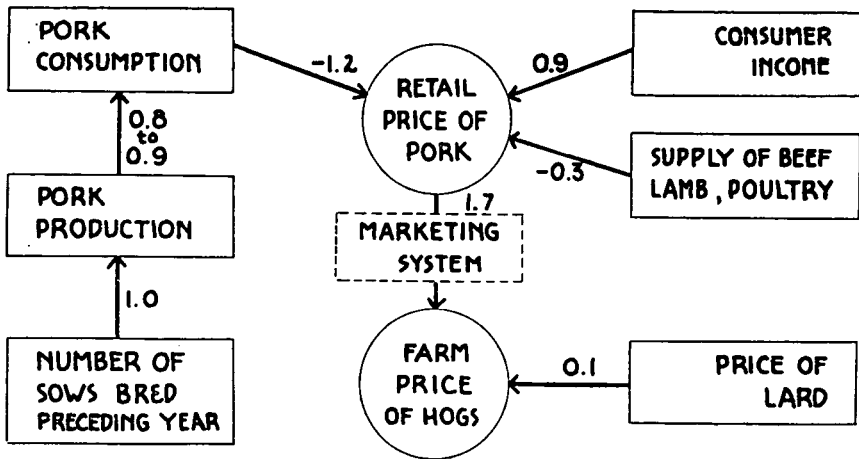 PORK
CONSUMPTION
-1.2
RETAIL
PRICE OF
PORK
0.9
CONSUMER
INCOME
0.8
to
0.9
-0.3
SUPPLY OF BEEF
LAMB, POULTRY
PORK
PRODUCTION
1.7
MARKETING
SYSTEM
1.0
NUMBER OF
SOWS BRED
PRECEDING YEAR
FARM
PRICE
OF HOGS
0.1
PRICE OF
LARD